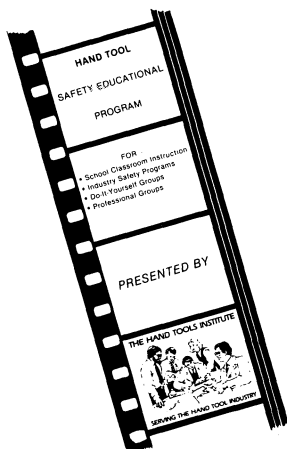 HAND TOOL
SAFETY EDUCATIONAL
PROGRAM
FOR
• School Classroom Instruction
• Industry Safety Programs
• Do-It-Yourself Groups
• Professional Groups
PRESENTED BY
THE HAND TOOLS INSTITUTE
SERVING THE HAND TOOL INDUSTRY